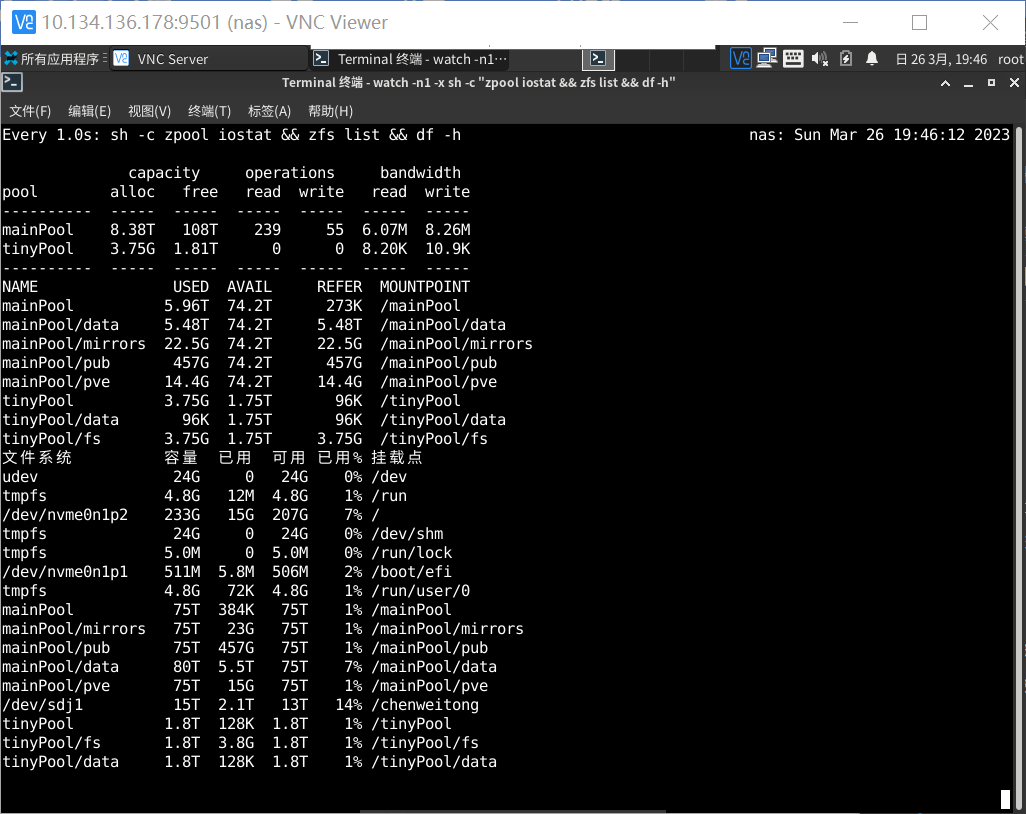 10.134.136.178:9501 (nas) - VNC Viewer
所有应用程序 VNC Server Terminal 终端 - watch -n1··· 日 26 3月, 19:46 root
Terminal 终端 - watch -n1 -x sh -c "zpool iostat && zfs list && df -h"
文件(F) 编辑(E) 视图(V) 终端(T) 标签(A) 帮助(H)
Every 1.0s: sh -c zpool iostat && zfs list && df -h nas: Sun Mar 26 19:46:12 2023
capacity operations bandwidth
pool alloc free read write read write
---------- ----- ----- ----- ----- ----- -----
mainPool 8.38T 108T 239 55 6.07M 8.26M
tinyPool 3.75G 1.81T 0 0 8.20K 10.9K
---------- ----- ----- ----- ----- ----- -----
NAME USED AVAIL REFER MOUNTPOINT
mainPool 5.96T 74.2T 273K /mainPool
mainPool/data 5.48T 74.2T 5.48T /mainPool/data
mainPool/mirrors 22.5G 74.2T 22.5G /mainPool/mirrors
mainPool/pub 457G 74.2T 457G /mainPool/pub
mainPool/pve 14.4G 74.2T 14.4G /mainPool/pve
tinyPool 3.75G 1.75T 96K /tinyPool
tinyPool/data 96K 1.75T 96K /tinyPool/data
tinyPool/fs 3.75G 1.75T 3.75G /tinyPool/fs
文件系统 容量 已用 可用 已用% 挂载点
udev 24G 0 24G 0% /dev
tmpfs 4.8G 12M 4.8G 1% /run
/dev/nvme0n1p2 233G 15G 207G 7% /
tmpfs 24G 0 24G 0% /dev/shm
tmpfs 5.0M 0 5.0M 0% /run/lock
/dev/nvme0n1p1 511M 5.8M 506M 2% /boot/efi
tmpfs 4.8G 72K 4.8G 1% /run/user/0
mainPool 75T 384K 75T 1% /mainPool
mainPool/mirrors 75T 23G 75T 1% /mainPool/mirrors
mainPool/pub 75T 457G 75T 1% /mainPool/pub
mainPool/data 80T 5.5T 75T 7% /mainPool/data
mainPool/pve 75T 15G 75T 1% /mainPool/pve
/dev/sdj1 15T 2.1T 13T 14% /chenweitong
tinyPool 1.8T 128K 1.8T 1% /tinyPool
tinyPool/fs 1.8T 3.8G 1.8T 1% /tinyPool/fs
tinyPool/data 1.8T 128K 1.8T 1% /tinyPool/data